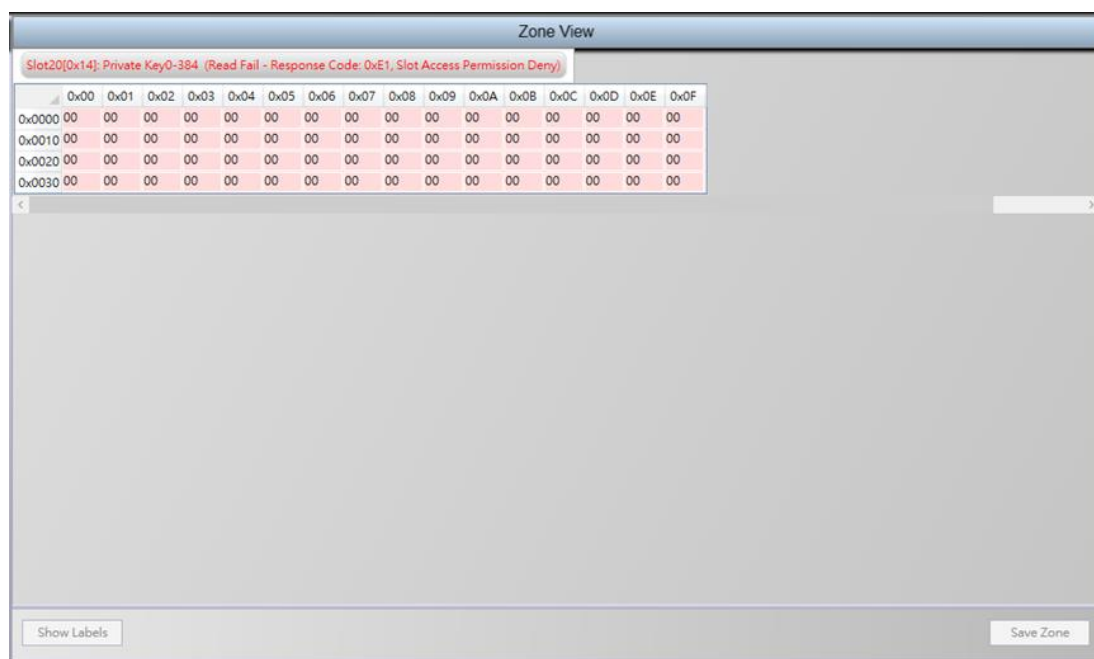 Zone View
Slot20[0x14]: Private Key0-384 (Read Fail - Response Code: 0xE1, Slot Access Permission Deny)
0x00 0x01 0x02 0x03 0x04 0x05 0x06 0x07 0x08 0x09 0x0A 0x0B 0x0C 0x0D 0x0E 0x0F
0x0000 00 00 00 00 00 00 00 00 00 00 00 00 00 00 00 00
0x0010 00 00 00 00 00 00 00 00 00 00 00 00 00 00 00 00
0x0020 00 00 00 00 00 00 00 00 00 00 00 00 00 00 00 00
0x0030 00 00 00 00 00 00 00 00 00 00 00 00 00 00 00 00
Show Labels Save Zone